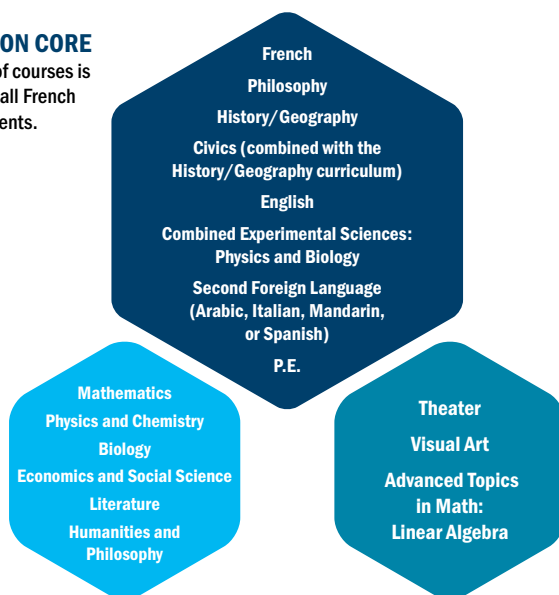 ON CORE
of courses is
all French
ents.
French
Philosophy
History/Geography
Civics (combined with the
History/Geography curriculum)
English
Combined Experimental Sciences:
Physics and Biology
Second Foreign Language
(Arabic, Italian, Mandarin,
or Spanish)
P.E.
Mathematics
Physics and Chemistry
Biology
Economics and Social Science
Literature
Humanities and
Philosophy
Theater
Visual Art
Advanced Topics
in Math:
Linear Algebra